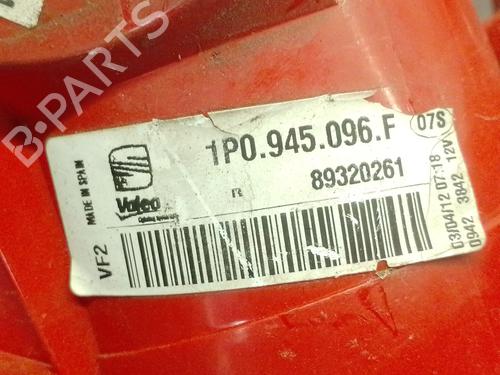 B-PARTS
1P0.945.096.F
07S
R
89320261
MADE IN SPAIN
Valeo
VF2
03/04/12 07:18
0942 3842 12V